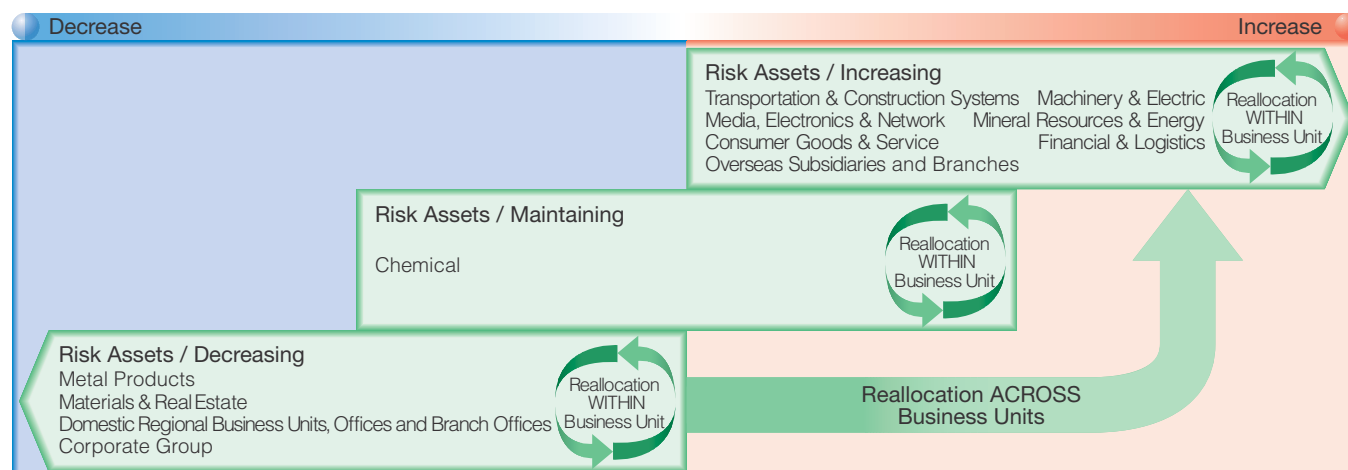 Decrease
Increase
Risk Assets / Increasing
Transportation & Construction Systems Machinery & Electric
Media, Electronics & Network Mineral Resources & Energy
Consumer Goods & Service Financial & Logistics
Overseas Subsidiaries and Branches
Reallocation
WITHIN
Business Unit
Risk Assets / Maintaining
Chemical
Reallocation
WITHIN
Business Unit
Risk Assets / Decreasing
Metal Products
Materials & Real Estate
Domestic Regional Business Units, Offices and Branch Offices
Corporate Group
Reallocation
WITHIN
Business Unit
Reallocation ACROSS
Business Units